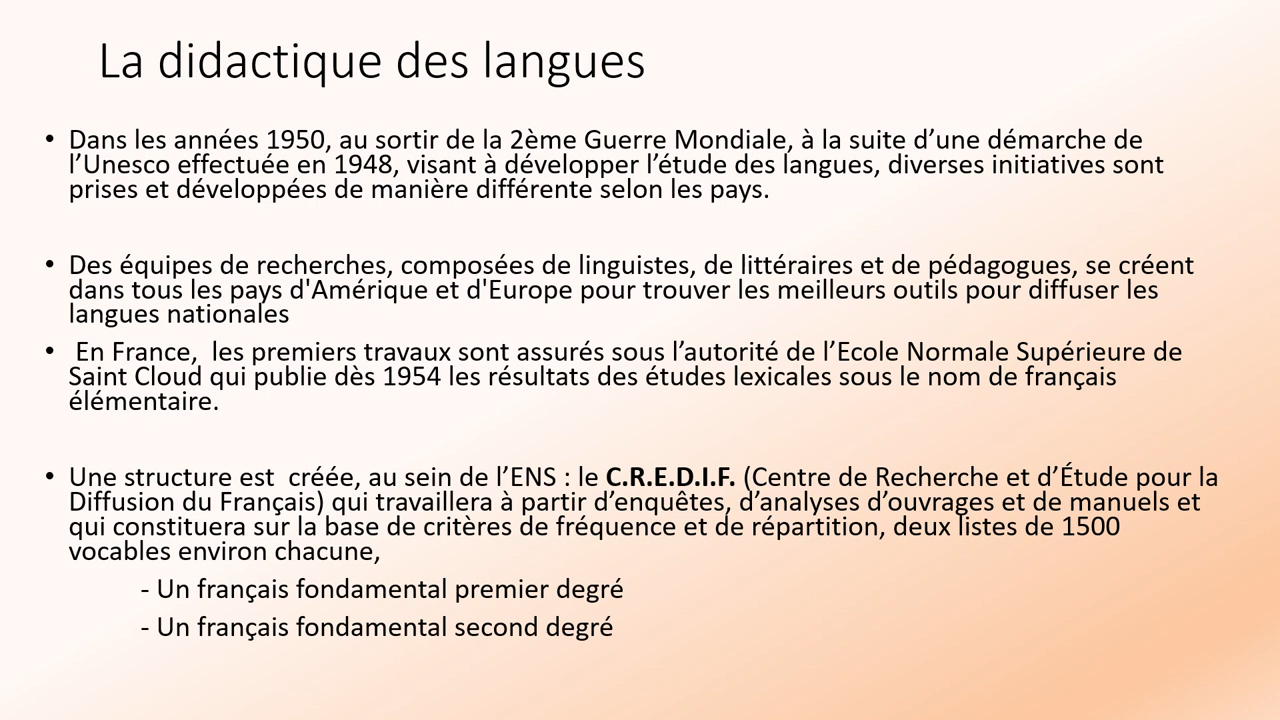 La didactique des langues
• Dans les années 1950, au sortir de la 2ème Guerre Mondiale, à la suite d’une démarche de
l’Unesco effectuée en 1948, visant à développer l’étude des langues, diverses initiatives sont
prises et développées de manière différente selon les pays.
• Des équipes de recherches, composées de linguistes, de littéraires et de pédagogues, se créent
dans tous les pays d'Amérique et d'Europe pour trouver les meilleurs outils pour diffuser les
langues nationales
• En France, les premiers travaux sont assurés sous l’autorité de l’Ecole Normale Supérieure de
Saint Cloud qui publie dès 1954 les résultats des études lexicales sous le nom de français
élémentaire.
• Une structure est créée, au sein de l’ENS : le C.R.E.D.I.F. (Centre de Recherche et d’Étude pour la
Diffusion du Français) qui travaillera à partir d’enquêtes, d’analyses d’ouvrages et de manuels et
qui constituera sur la base de critères de fréquence et de répartition, deux listes de 1500
vocables environ chacune,
- Un français fondamental premier degré
- Un français fondamental second degré